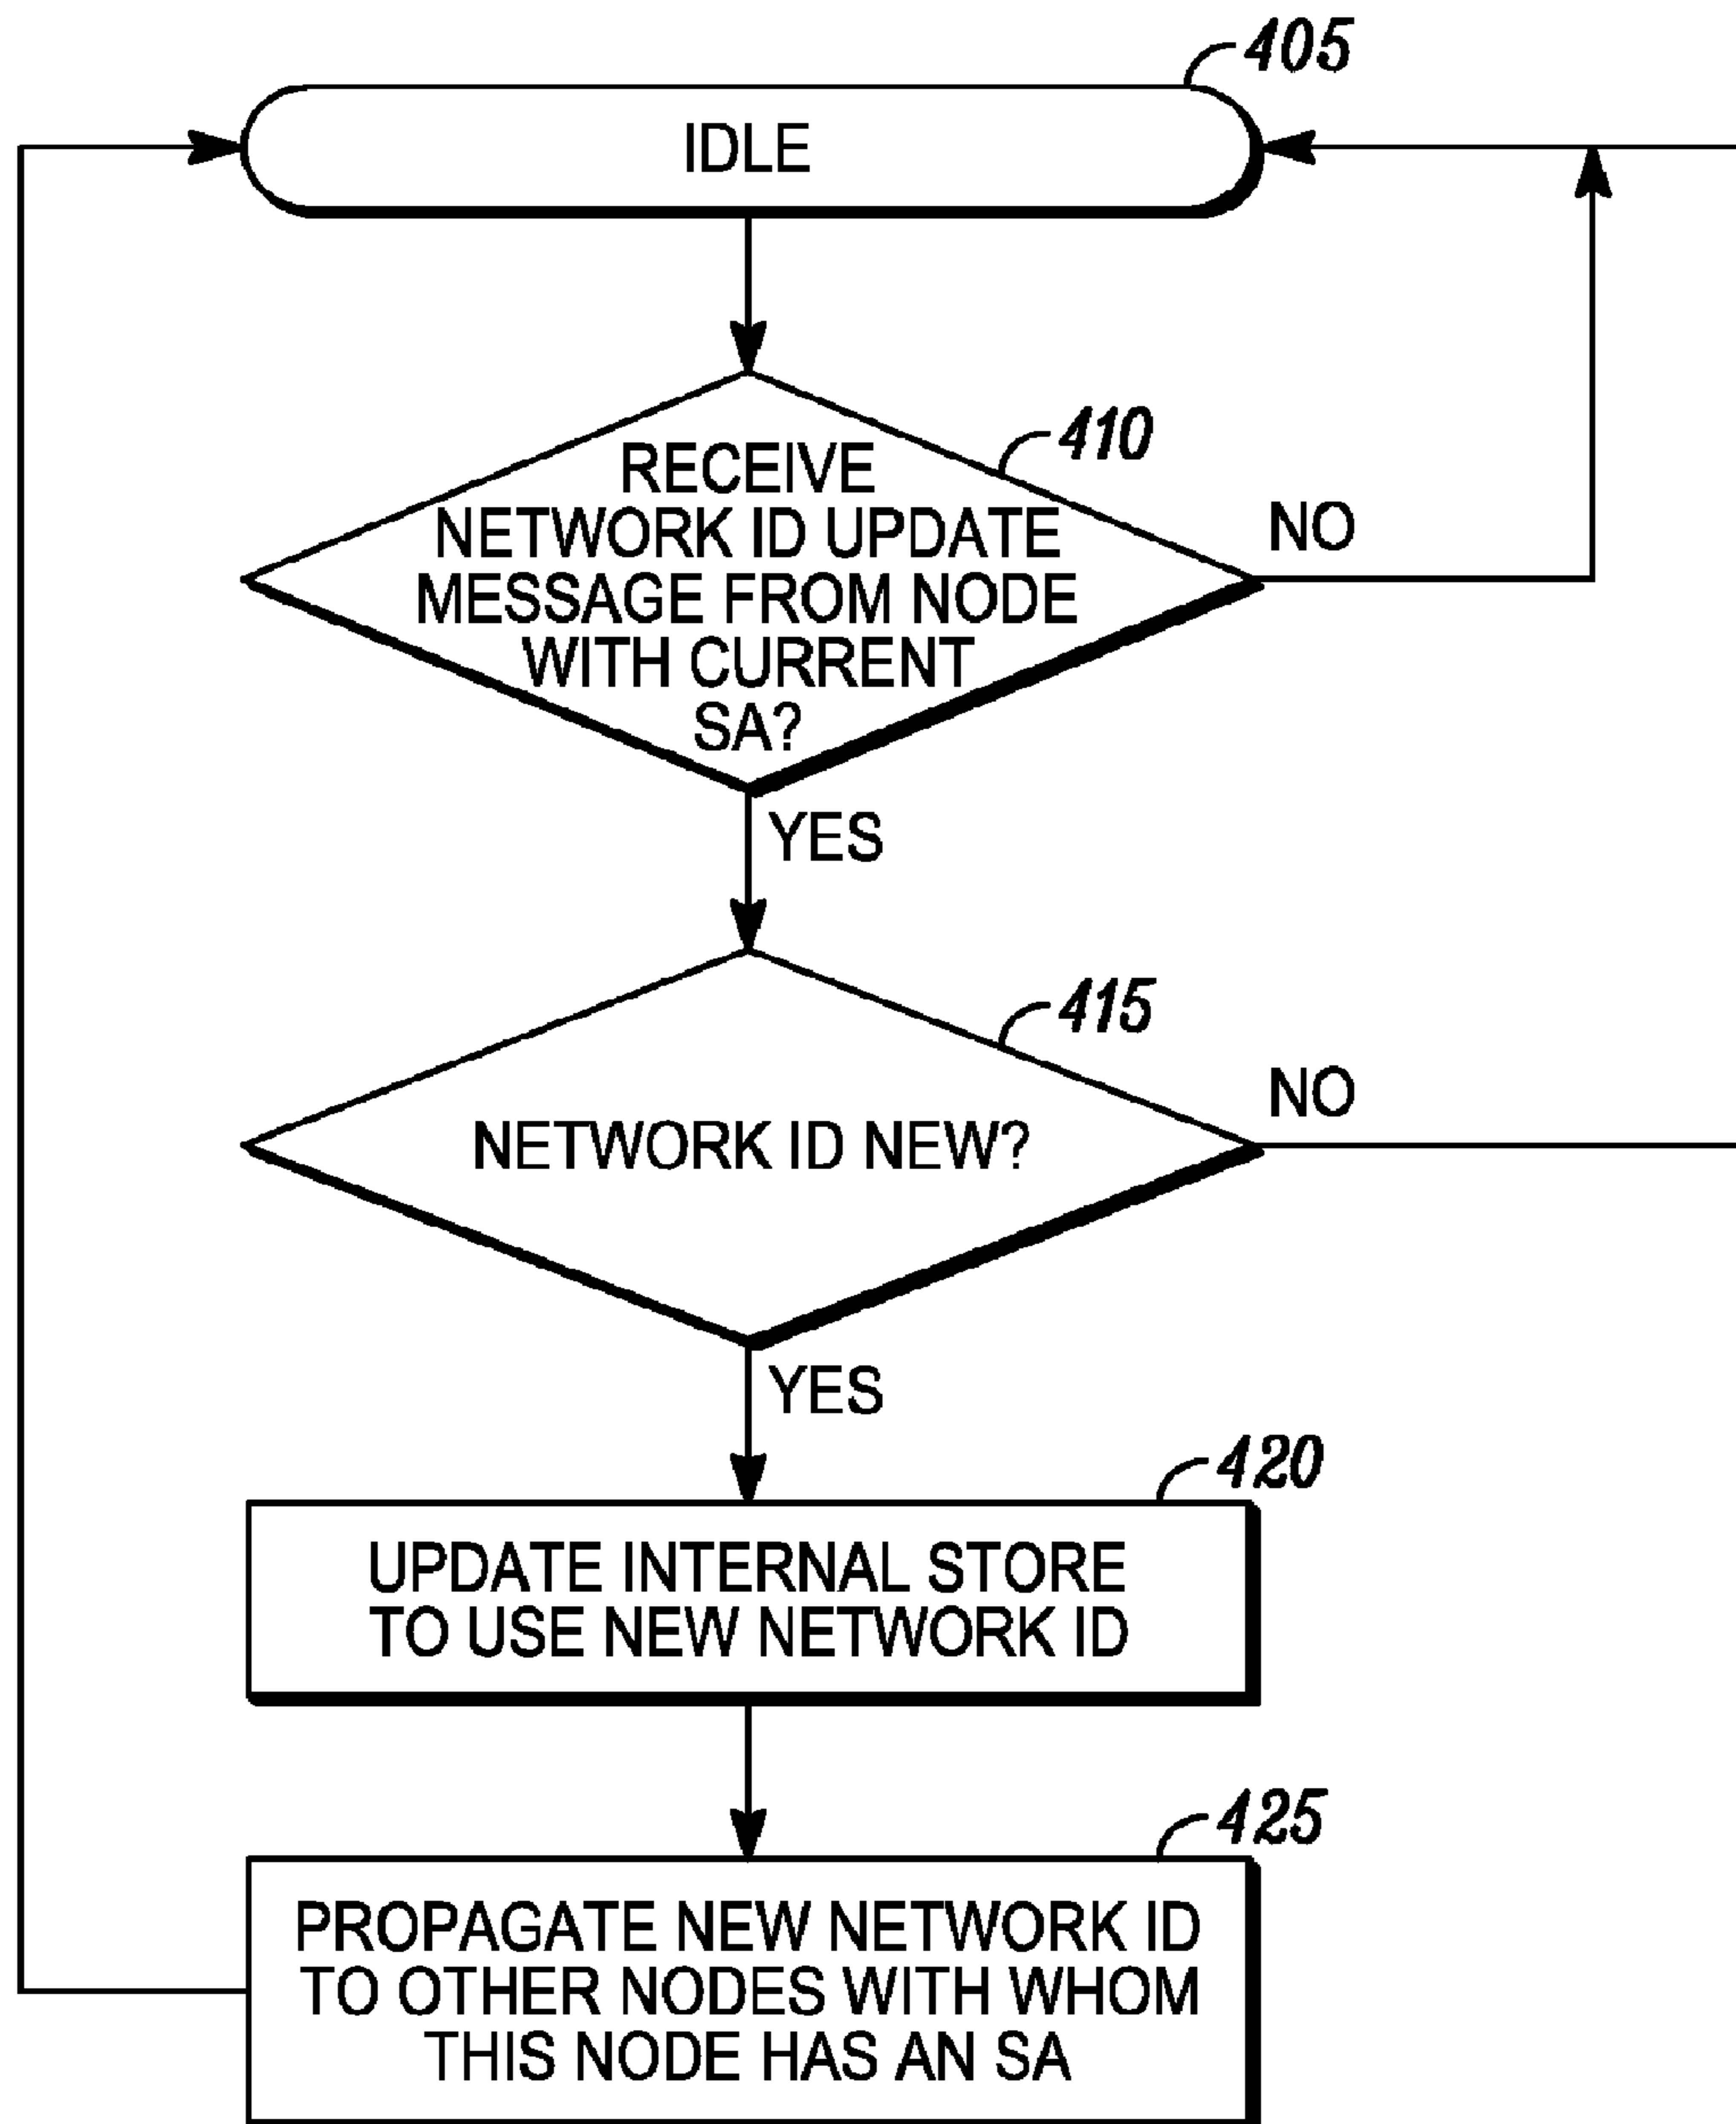 405
IDLE
410
RECEIVE
NETWORK ID UPDATE
MESSAGE FROM NODE
WITH CURRENT
SA?
NO
YES
415
NETWORK ID NEW?
NO
YES
420
UPDATE INTERNAL STORE
TO USE NEW NETWORK ID
425
PROPAGATE NEW NETWORK ID
TO OTHER NODES WITH WHOM
THIS NODE HAS AN SA